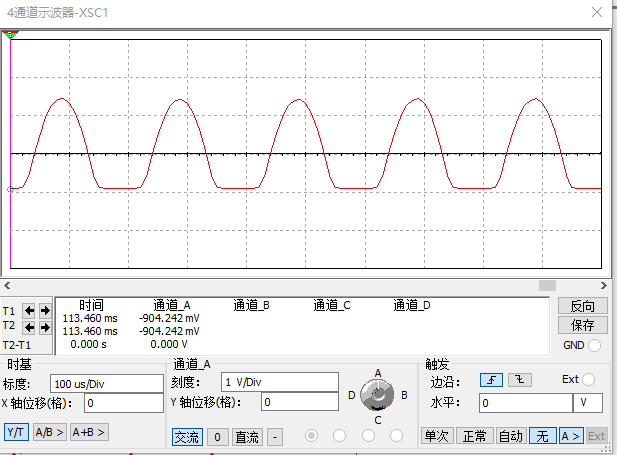 4通道示波器-XSC1
时间 通道_A 通道_B 通道_C 通道_D
T1 113.460 ms -904.242 mV
T2 113.460 ms -904.242 mV
T2-T1 0.000 s 0.000 V
反向
保存
GND
时基
标度: 100 us/Div
X 轴位移(格): 0
Y/T A/B > A+B >
通道_A
刻度: 1 V/Div
Y 轴位移(格): 0
交流 0 直流 -
A
D B
C
触发
边沿: Ext
水平: 0 V
单次 正常 自动 无 A > Ext